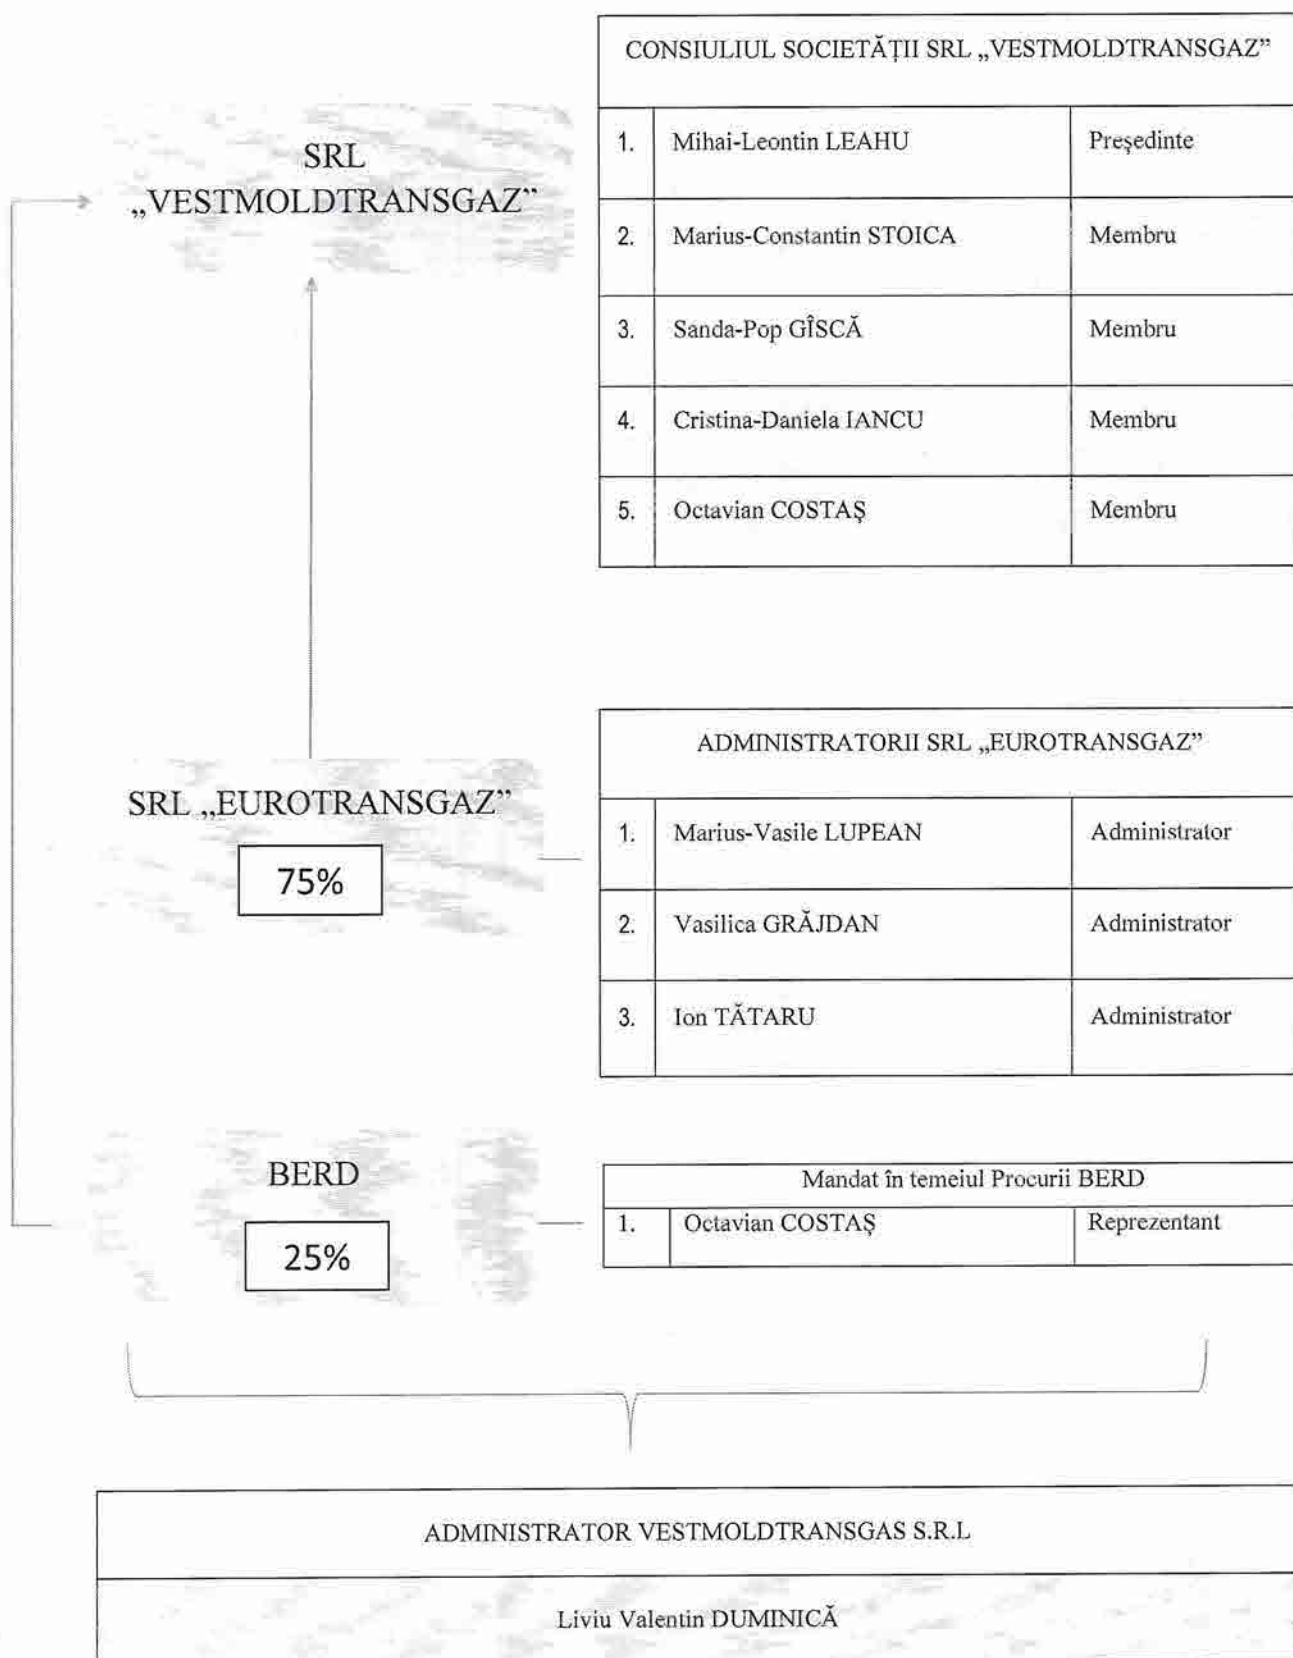 CONSIULIUL SOCIETĂȚII SRL „VESTMOLDTRANSGAZ”
1. Mihai-Leontin LEAHU Președinte
2. Marius-Constantin STOICA Membru
3. Sanda-Pop GÎSCĂ Membru
4. Cristina-Daniela IANCU Membru
5. Octavian COSTAȘ Membru
SRL
„VESTMOLDTRANSGAZ”
ADMINISTRATORII SRL „EUROTRANSGAZ”
1. Marius-Vasile LUPEAN Administrator
2. Vasilica GRĂJDAN Administrator
3. Ion TĂTARU Administrator
SRL „EUROTRANSGAZ”
75%
BERD
25%
Mandat în temeiul Procurii BERD
1. Octavian COSTAȘ Reprezentant
ADMINISTRATOR VESTMOLDTRANSGAS S.R.L
Liviu Valentin DUMINICĂ